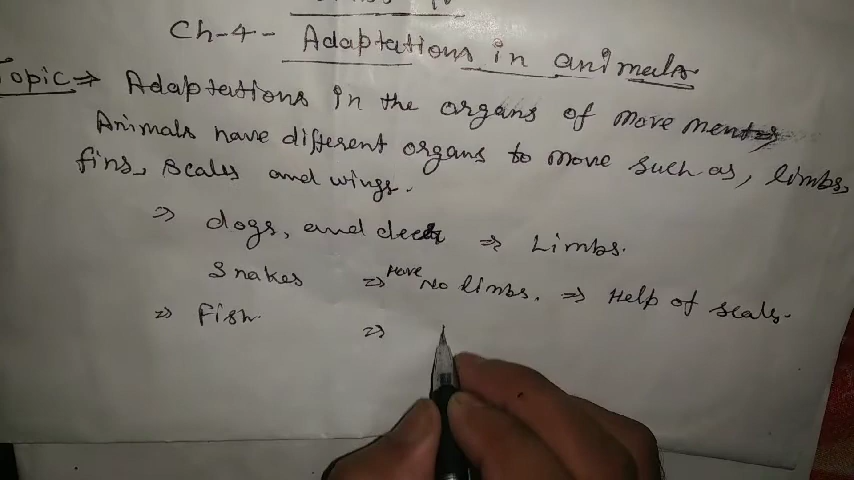 Ch-4- Adaptations in animals
Topic⇒ Adaptations in the organs of movements
Animals have different organs to move such as, limbs,
fins, scales and wings.
⇒ dogs, and deer ⇒ Limbs.
Snakes ⇒ Have No limbs. ⇒ Help of scals.
⇒ Fish. ⇒